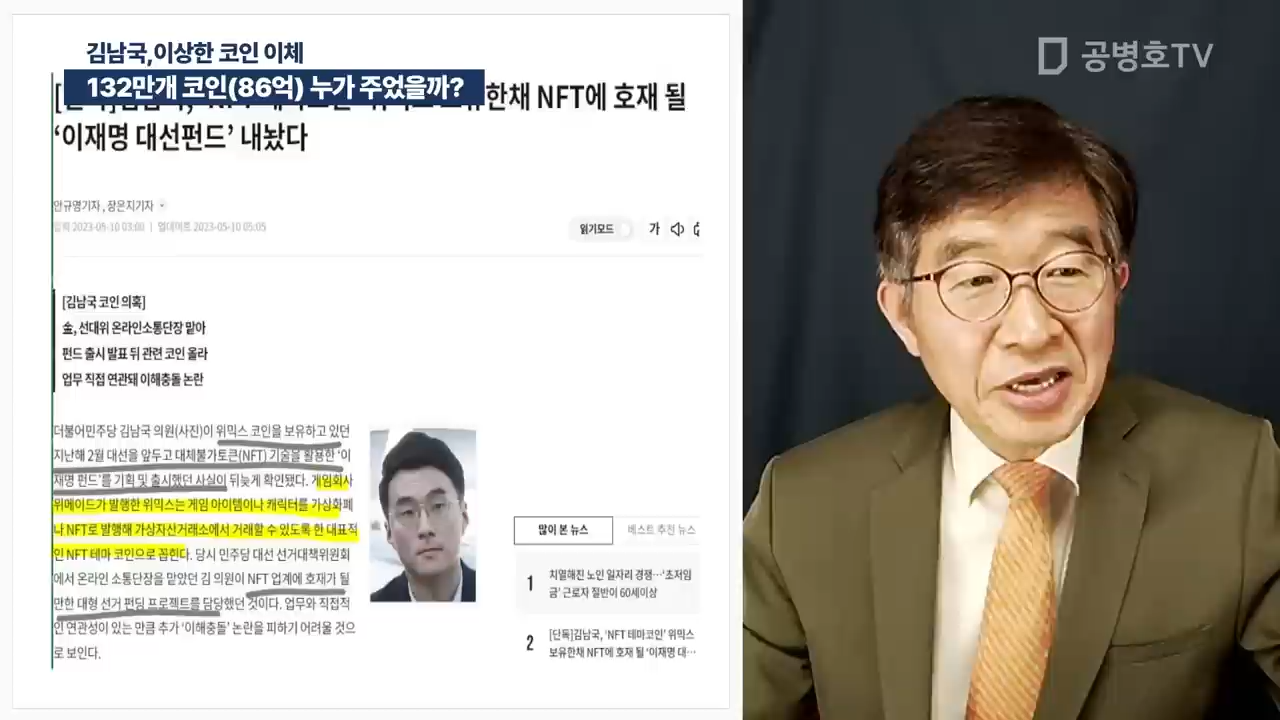 김남국,이상한 코인 이체
132만개 코인(86억) 누가 주었을까?
공병호TV
유한채 NFT에 호재 될
‘이재명 대선펀드’ 내놨다
안규영기자, 장은지기자
입력 2023-05-10 03:00 | 업데이트 2023-05-10 05:05
읽기모드 가
[김남국 코인 의혹]
金, 선대위 온라인소통단장 맡아
펀드 출시 발표 뒤 관련 코인 올라
업무 직접 연관돼 이해충돌 논란
더불어민주당 김남국 의원(사진)이 위믹스 코인을 보유하고 있던
지난해 2월 대선을 앞두고 대체불가토큰(NFT) 기술을 활용한 ‘이
재명 펀드’를 기획 및 출시했던 사실이 뒤늦게 확인됐다. 게임회사
위메이드가 발행한 위믹스는 게임 아이템이나 캐릭터를 가상화폐
나 NFT로 발행해 가상자산거래소에서 거래할 수 있도록 한 대표적
인 NFT 테마 코인으로 꼽힌다. 당시 민주당 대선 선거대책위원회
에서 온라인 소통단장을 맡았던 김 의원이 NFT 업계에 호재가 될
만한 대형 선거 펀딩 프로젝트를 담당했던 것이다. 업무와 직접적
인 연관성이 있는 만큼 추가 ‘이해충돌’ 논란을 피하기 어려울 것으
로 보인다.
많이 본 뉴스 베스트 추천 뉴스
1 치열해진 노인 일자리 경쟁…‘초저임
금’ 근로자 절반이 60세이상
2 [단독]김남국, ‘NFT 테마코인’ 위믹스
보유한채 NFT에 호재 될 ‘이재명 대…